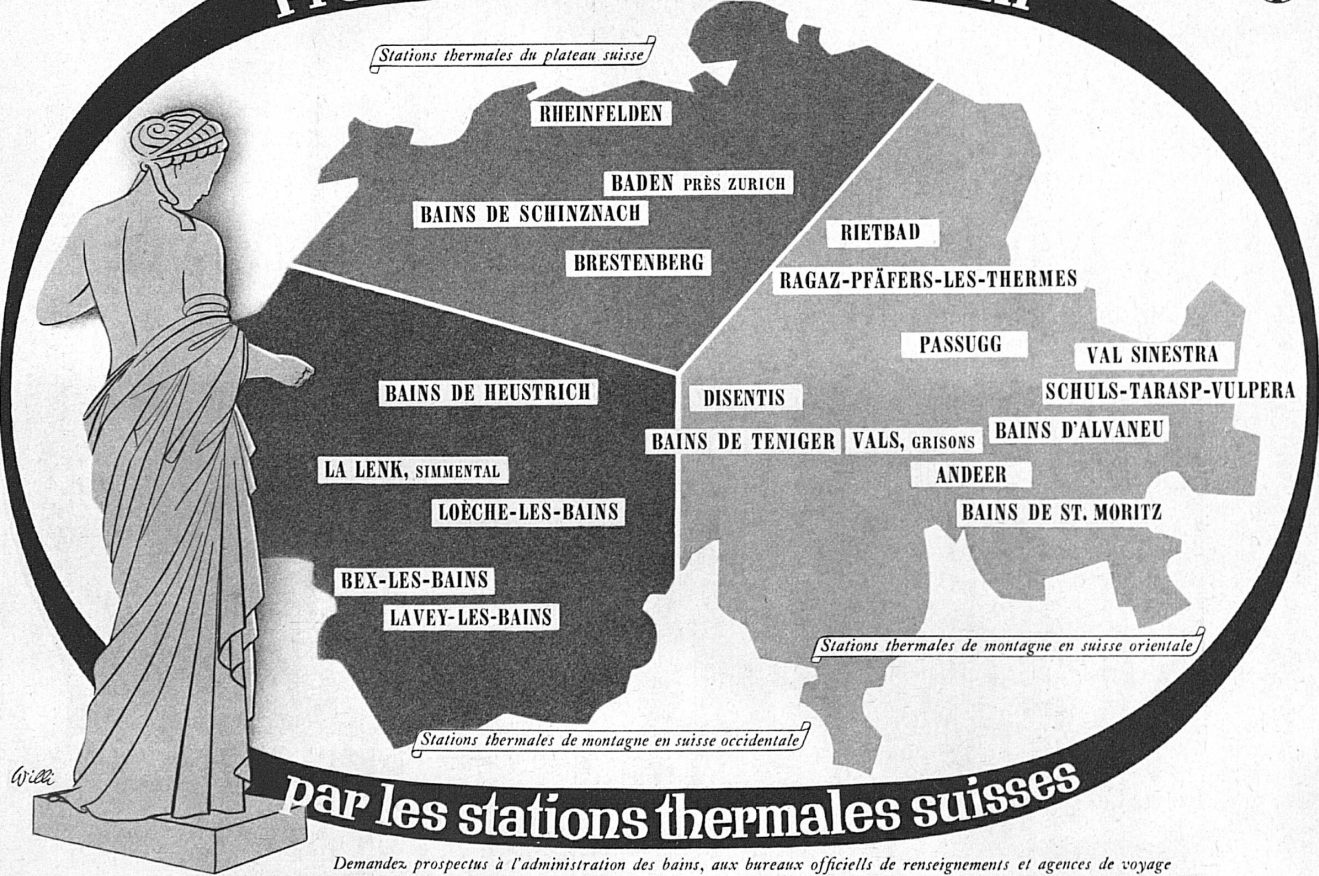 Stations thermales du plateau suisse
RHEINFELDEN
BADEN PRÈS ZURICH
BAINS DE SCHINZNACH
BRESTENBERG
RIETBAD
RAGAZ-PFÄFERS-LES-THERMES
PASSUGG
VAL SINESTRA
SCHULS-TARASP-VULPERA
BAINS DE HEUSTRICH
DISENTIS
BAINS DE TENIGER
VALS, GRISONS
BAINS D'ALVANEU
LA LENK, SIMMENTAL
ANDEER
LOÈCHE-LES-BAINS
BAINS DE ST. MORITZ
BEX-LES-BAINS
LAVEY-LES-BAINS
Stations thermales de montagne en suisse orientale
Stations thermales de montagne en suisse occidentale
Willi
par les stations thermales suisses
Demandez prospectus à l'administration des bains, aux bureaux officiells de renseignements et agences de voyage